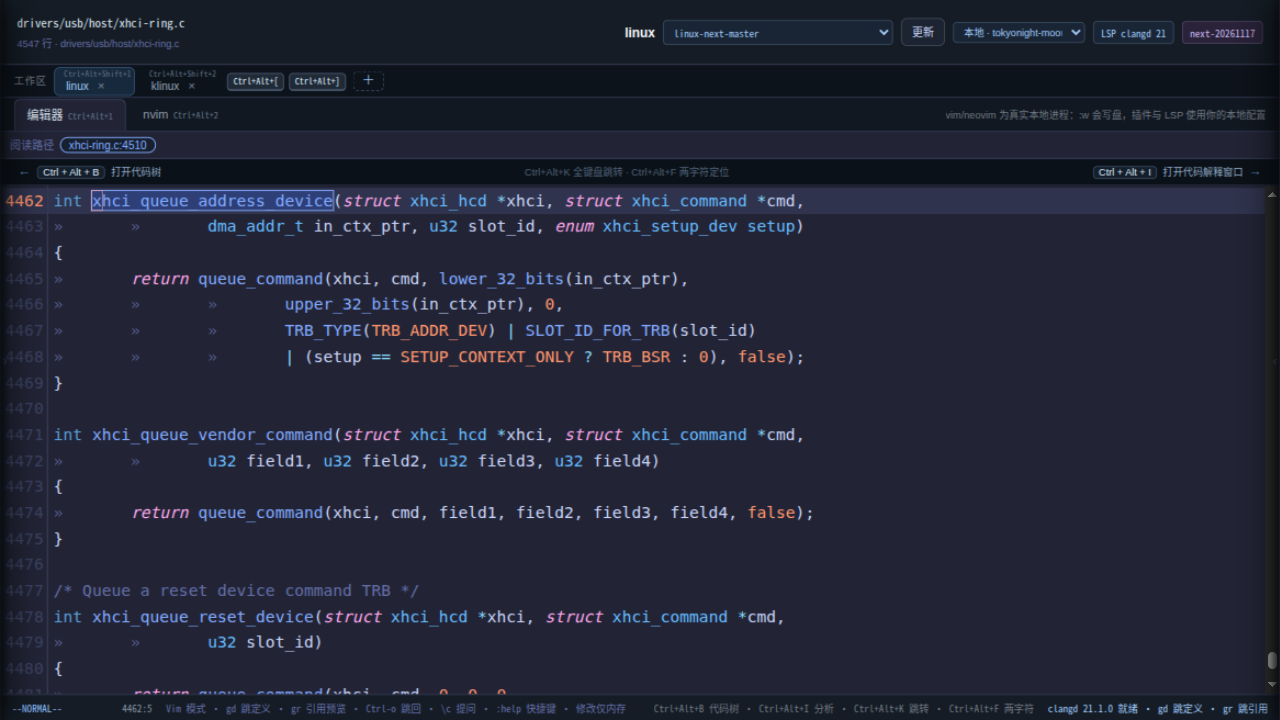 drivers/usb/host/xhci-ring.c
4547 行 · drivers/usb/host/xhci-ring.c
linux linux-next-master 更新 本地 · tokyonight-moo LSP clangd 21 next-20261117
工作区 Ctrl+Alt+Shift+1 linux × Ctrl+Alt+Shift+2 klinux × Ctrl+Alt+[ Ctrl+Alt+] +
编辑器 Ctrl+Alt+1 nvim Ctrl+Alt+2 vim/neovim 为真实本地进程: :w 会写盘，插件与 LSP 使用你的本地配置
阅读路径 xhci-ring.c:4510
← Ctrl + Alt + B 打开代码树 Ctrl+Alt+K 全键盘跳转 · Ctrl+Alt+F 两字符定位 Ctrl + Alt + I 打开代码解释窗口 →
4462 int xhci_queue_address_device(struct xhci_hcd *xhci, struct xhci_command *cmd,
4463 » » dma_addr_t in_ctx_ptr, u32 slot_id, enum xhci_setup_dev setup)
4464 {
4465 » return queue_command(xhci, cmd, lower_32_bits(in_ctx_ptr),
4466 » » » upper_32_bits(in_ctx_ptr), 0,
4467 » » » TRB_TYPE(TRB_ADDR_DEV) | SLOT_ID_FOR_TRB(slot_id)
4468 » » » | (setup == SETUP_CONTEXT_ONLY ? TRB_BSR : 0), false);
4469 }
4470
4471 int xhci_queue_vendor_command(struct xhci_hcd *xhci, struct xhci_command *cmd,
4472 » » u32 field1, u32 field2, u32 field3, u32 field4)
4473 {
4474 » return queue_command(xhci, cmd, field1, field2, field3, field4, false);
4475 }
4476
4477 /* Queue a reset device command TRB */
4478 int xhci_queue_reset_device(struct xhci_hcd *xhci, struct xhci_command *cmd,
4479 » » u32 slot_id)
4480 {
4481 » return queue_command(xhci, cmd, 0, 0, 0,
--NORMAL-- 4462:5 Vim 模式 · gd 跳定义 · gr 引用预览 · Ctrl-o 跳回 · \c 提问 · :help 快捷键 · 修改仅内存 Ctrl+Alt+B 代码树 · Ctrl+Alt+I 分析 · Ctrl+Alt+K 跳转 · Ctrl+Alt+F 两字符 clangd 21.1.0 就绪 · gd 跳定义 · gr 跳引用